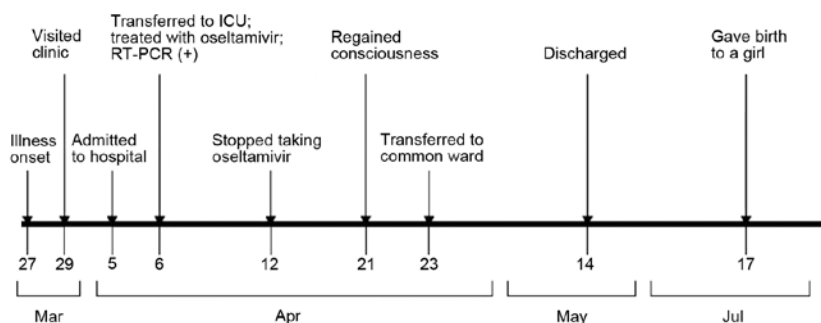 Transferred to ICU;
treated with oseltamivir;
RT-PCR (+)
Visited
clinic
Regained
consciousness
Discharged
Gave birth
to a girl
Illness
onset
Admitted
to hospital
Stopped taking
oseltamivir
Transferred to
common ward
27 29 5 6 12 21 23 14 17
Mar Apr May Jul